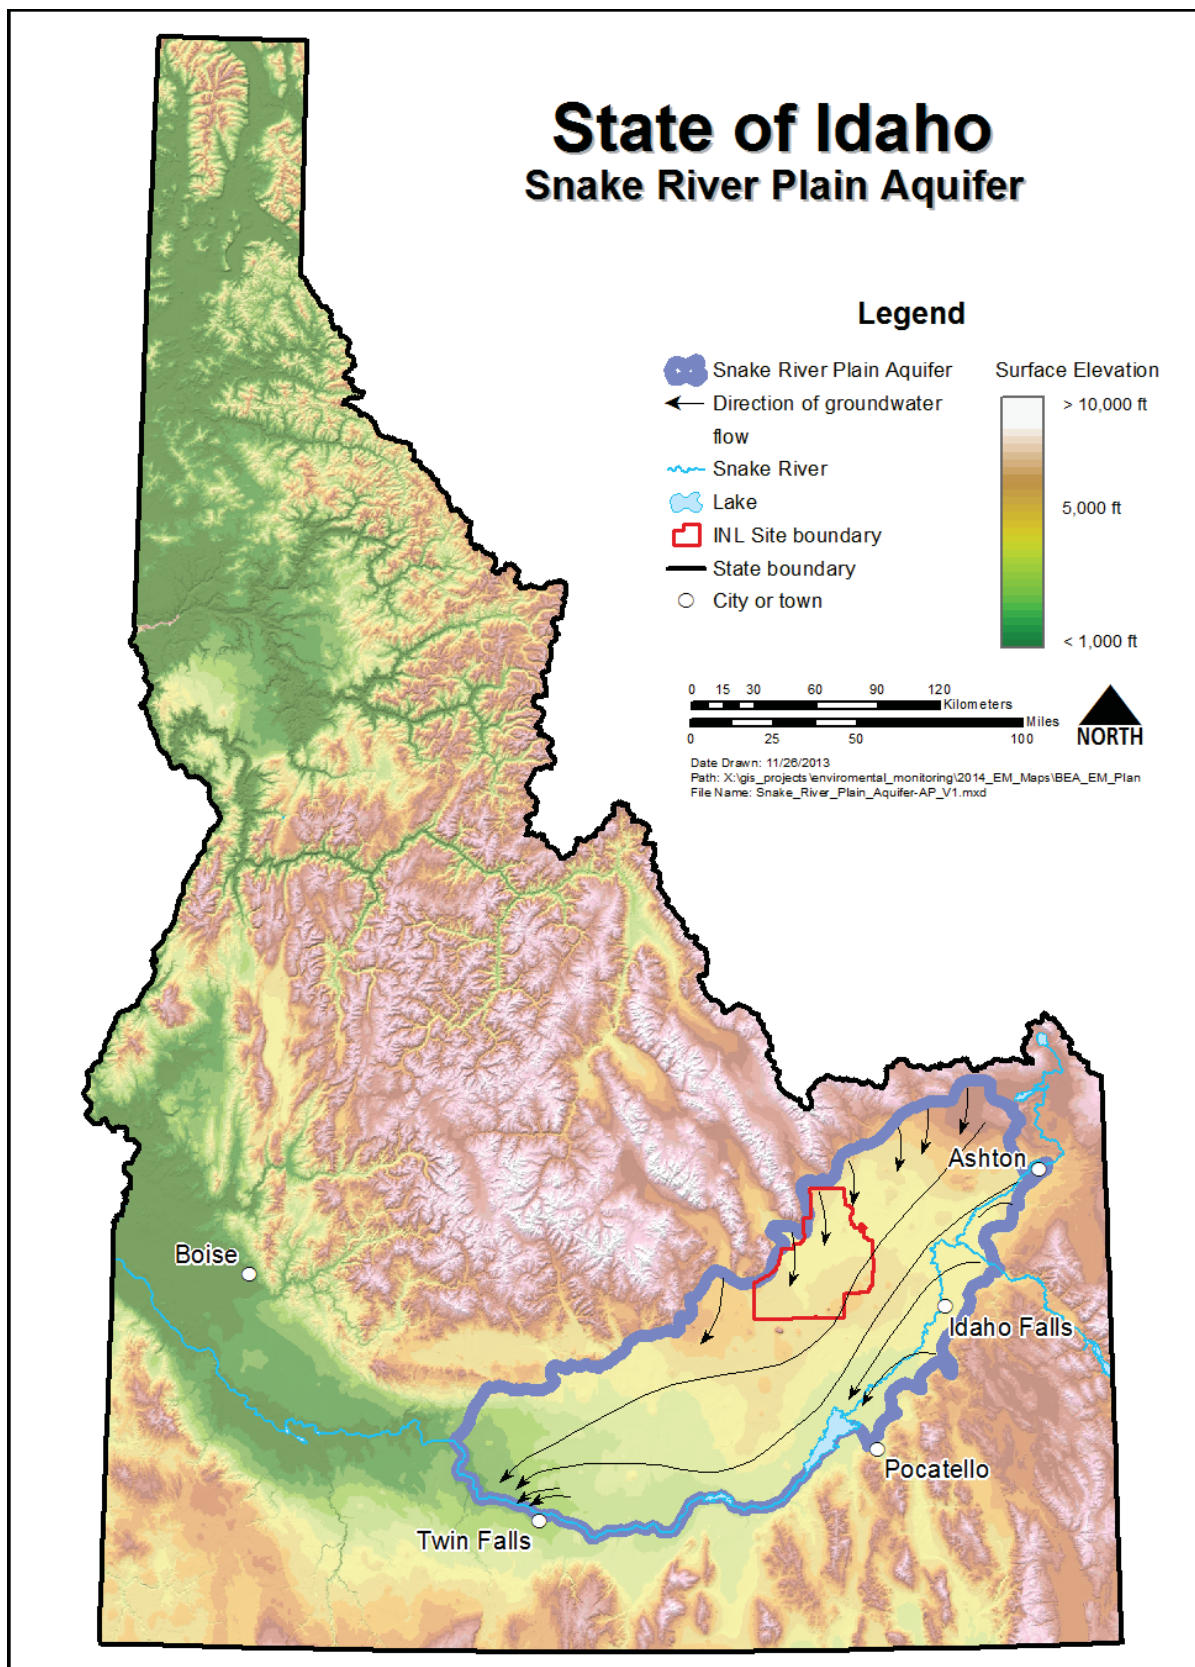 State of Idaho
Snake River Plain Aquifer
Legend
Snake River Plain Aquifer
Direction of groundwater
flow
Snake River
Lake
INL Site boundary
State boundary
City or town
Surface Elevation
> 10,000 ft
5,000 ft
< 1,000 ft
0 15 30 60 90 120
Kilometers
Miles
0 25 50 100
NORTH
Date Drawn: 11/26/2013
Path: X:\gis_projects\enviromental_monitoring\2014_EM_Maps\BEA_EM_Plan
File Name: Snake_River_Plain_Aquifer-AP_V1.mxd
Ashton
Boise
Idaho Falls
Pocatello
Twin Falls